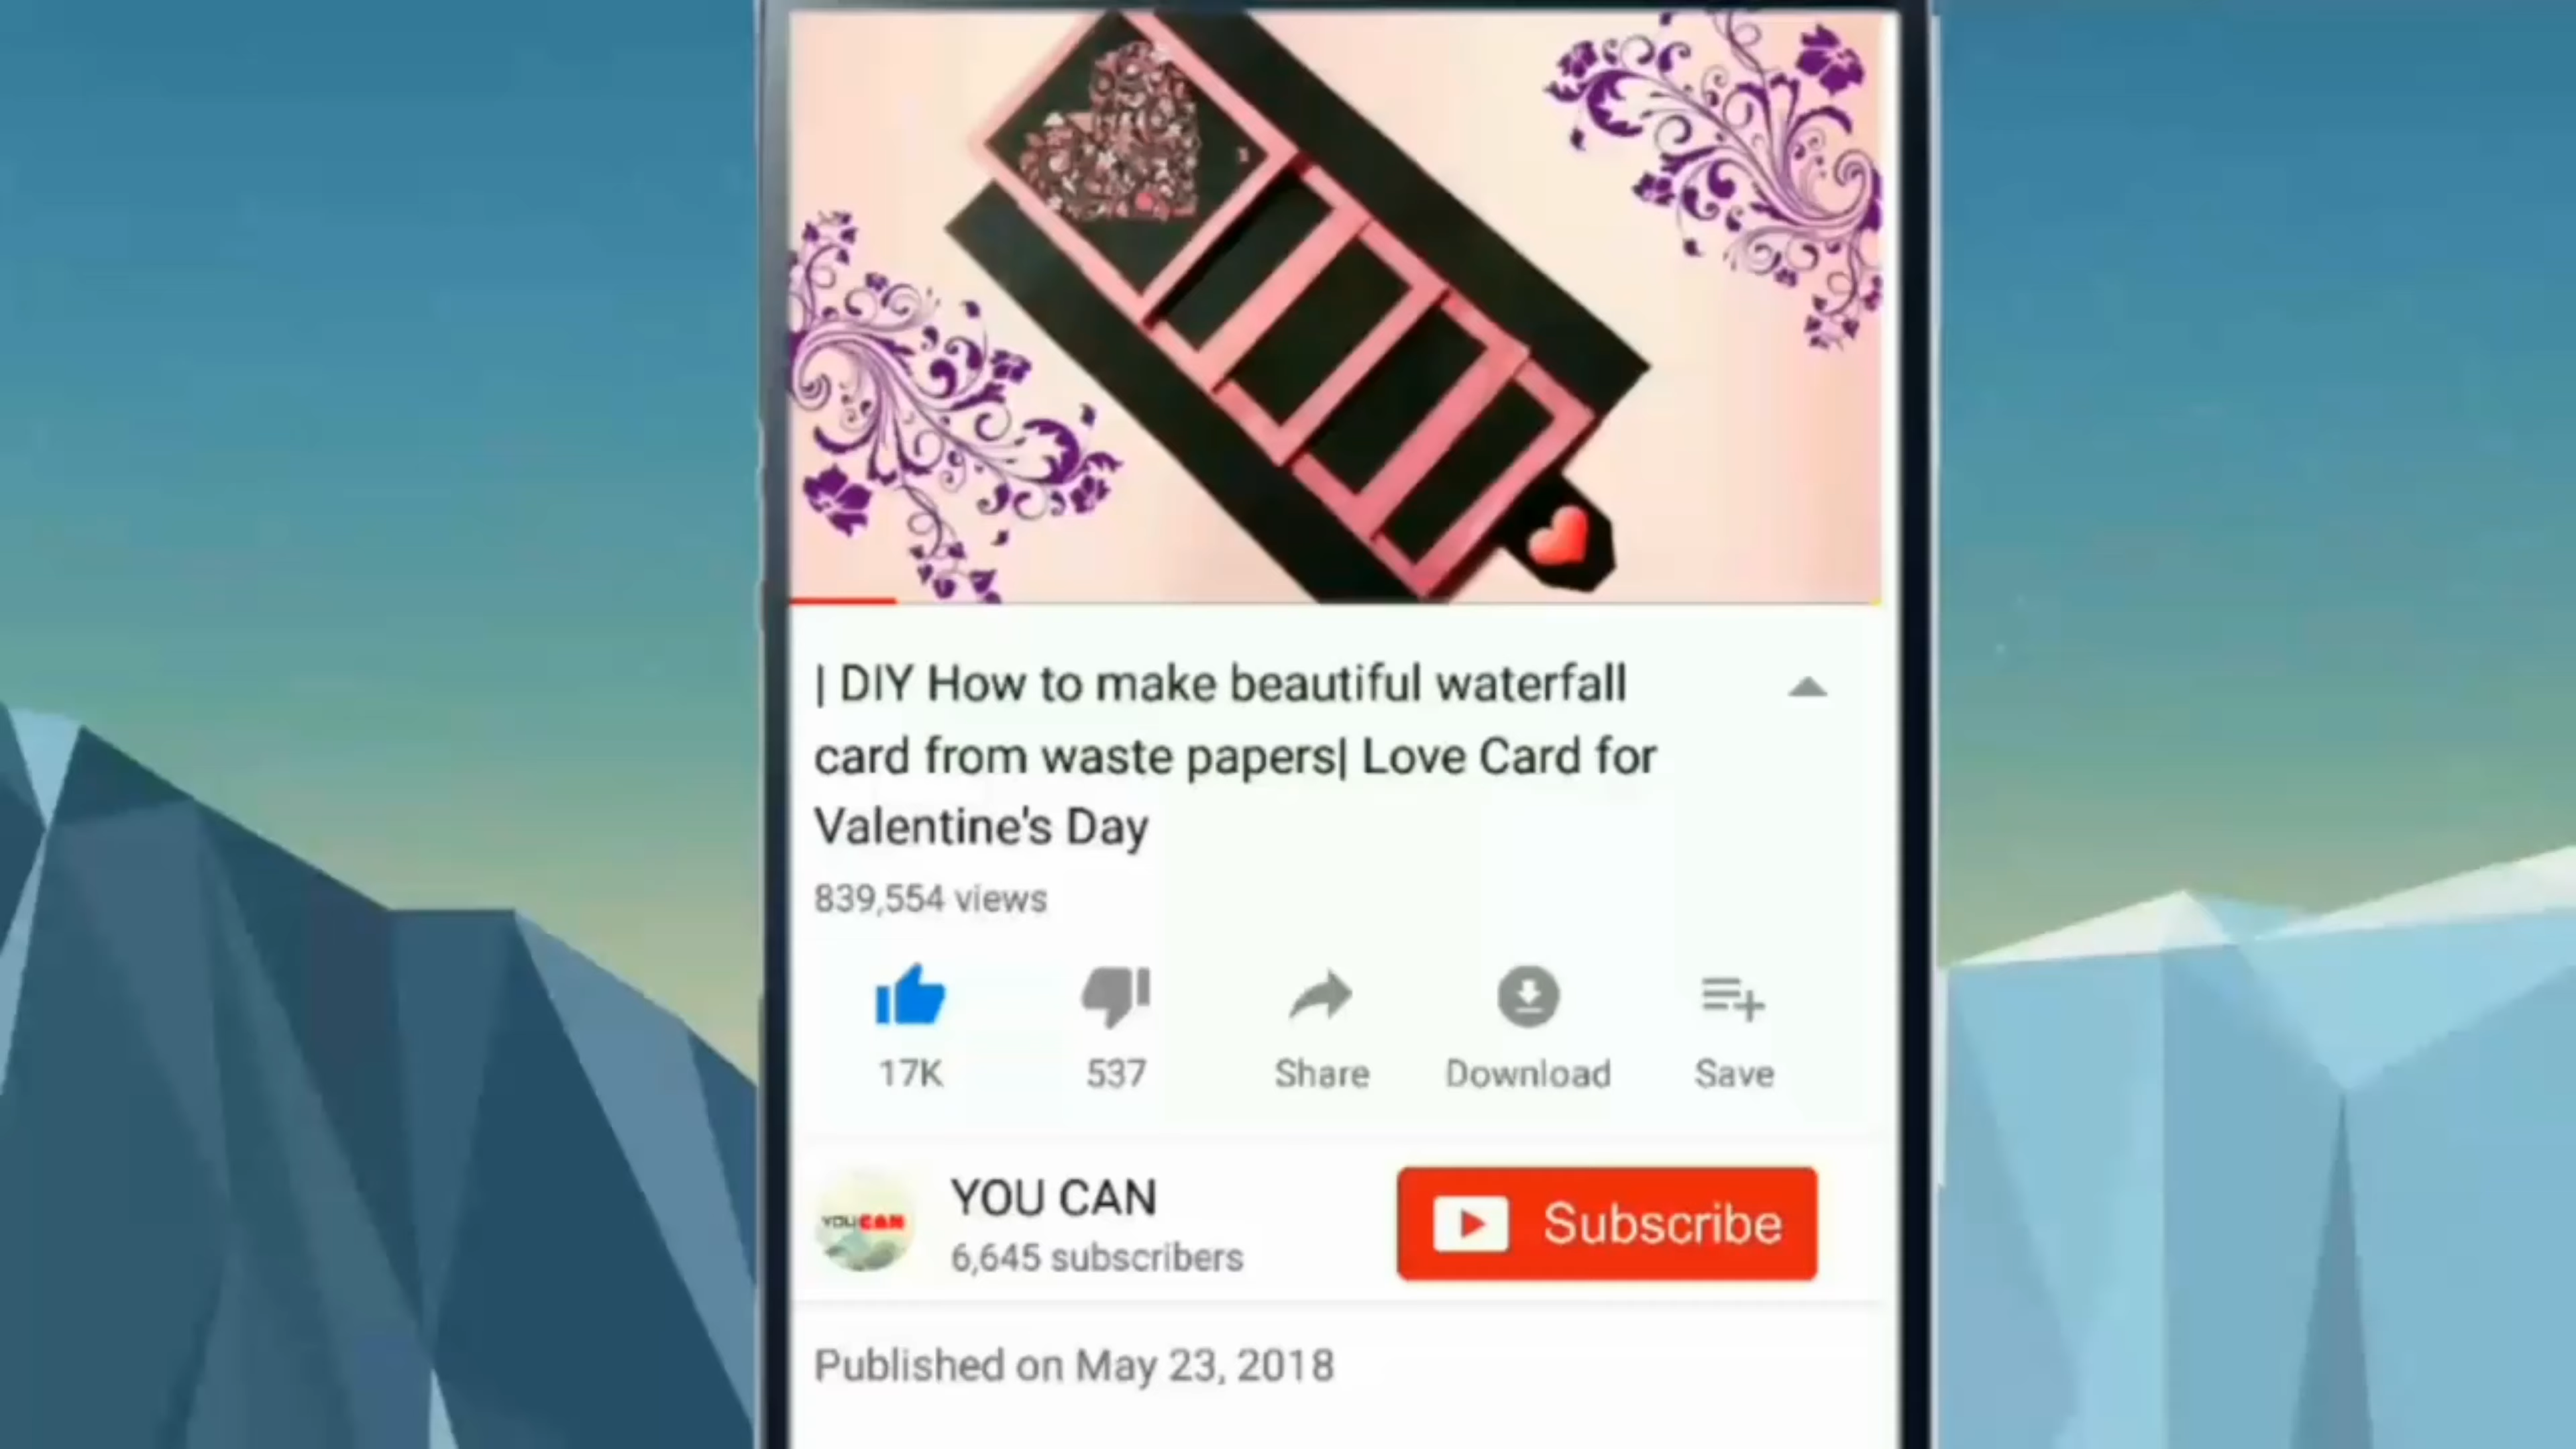 | DIY How to make beautiful waterfall
card from waste papers| Love Card for
Valentine's Day
839,554 views
17K
537
Share
Download
Save
YOUCAN
YOU CAN
6,645 subscribers
Subscribe
Published on May 23, 2018